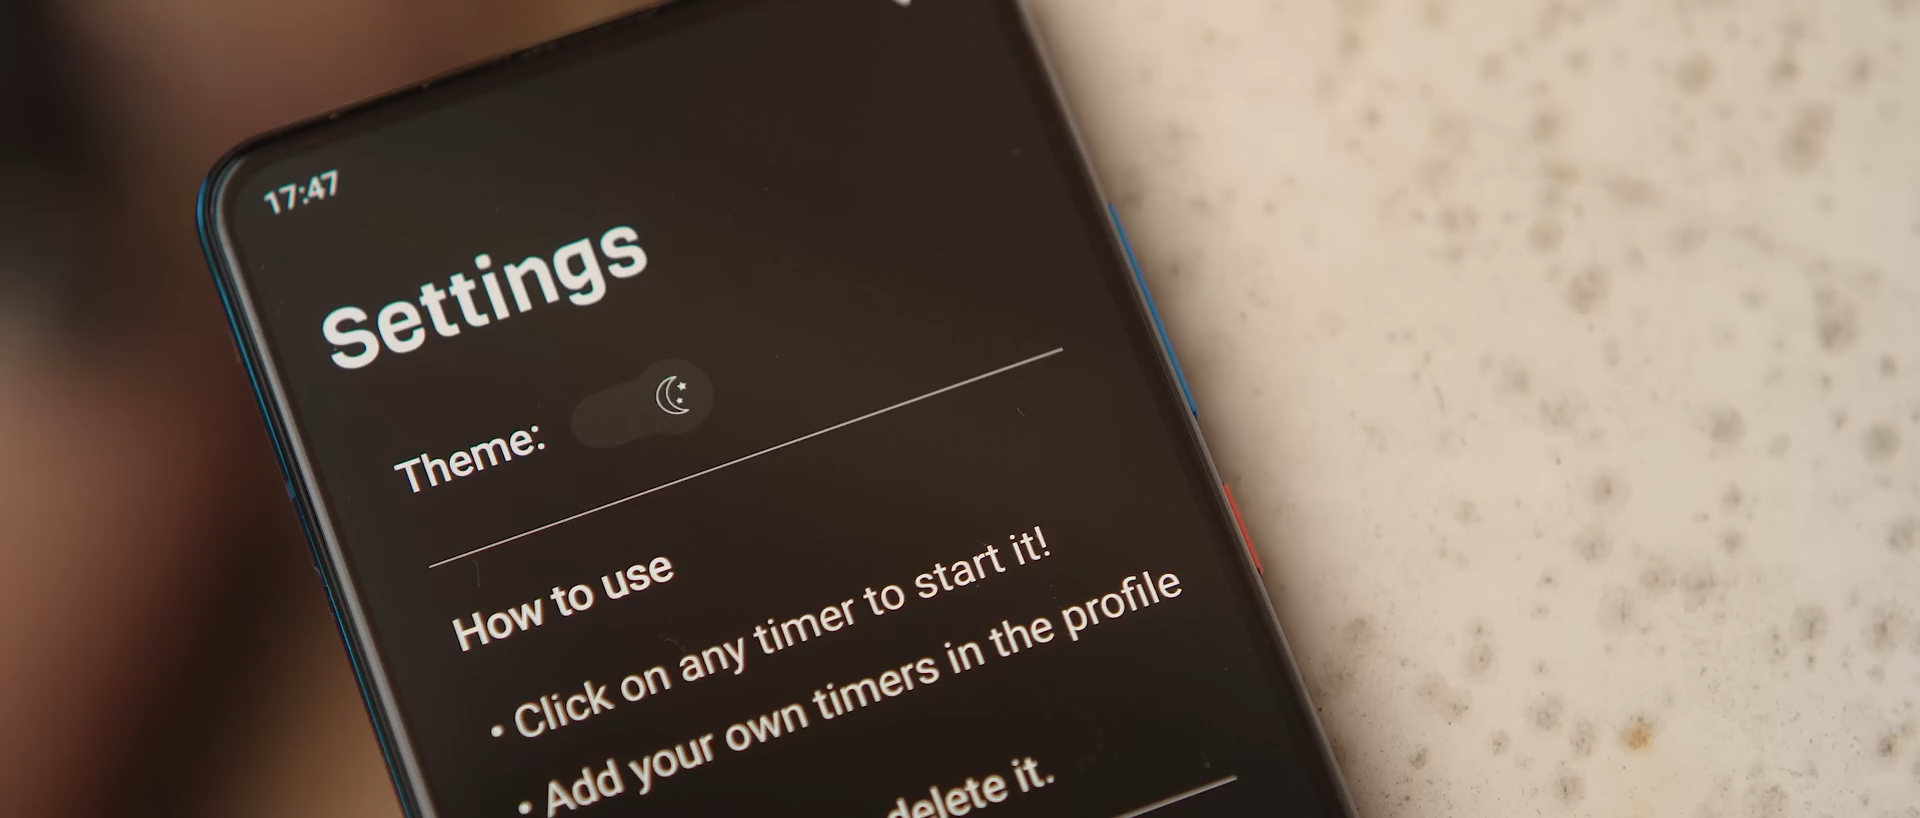 17:47
Settings
Theme:
How to use
• Click on any timer to start it!
• Add your own timers in the profile
delete it.